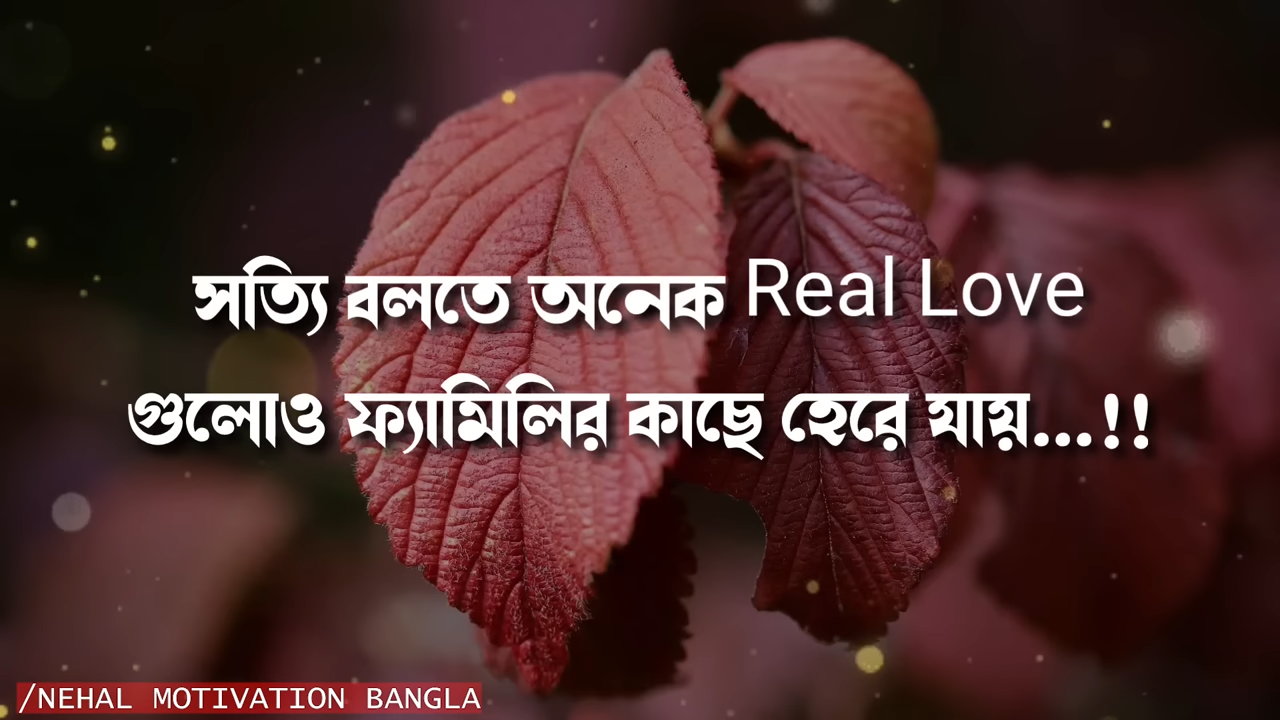 সত্যি বলতে অনেক Real Love
গুলোও ফ্যামিলির কাছে হেরে যায়...!!
/NEHAL MOTIVATION BANGLA